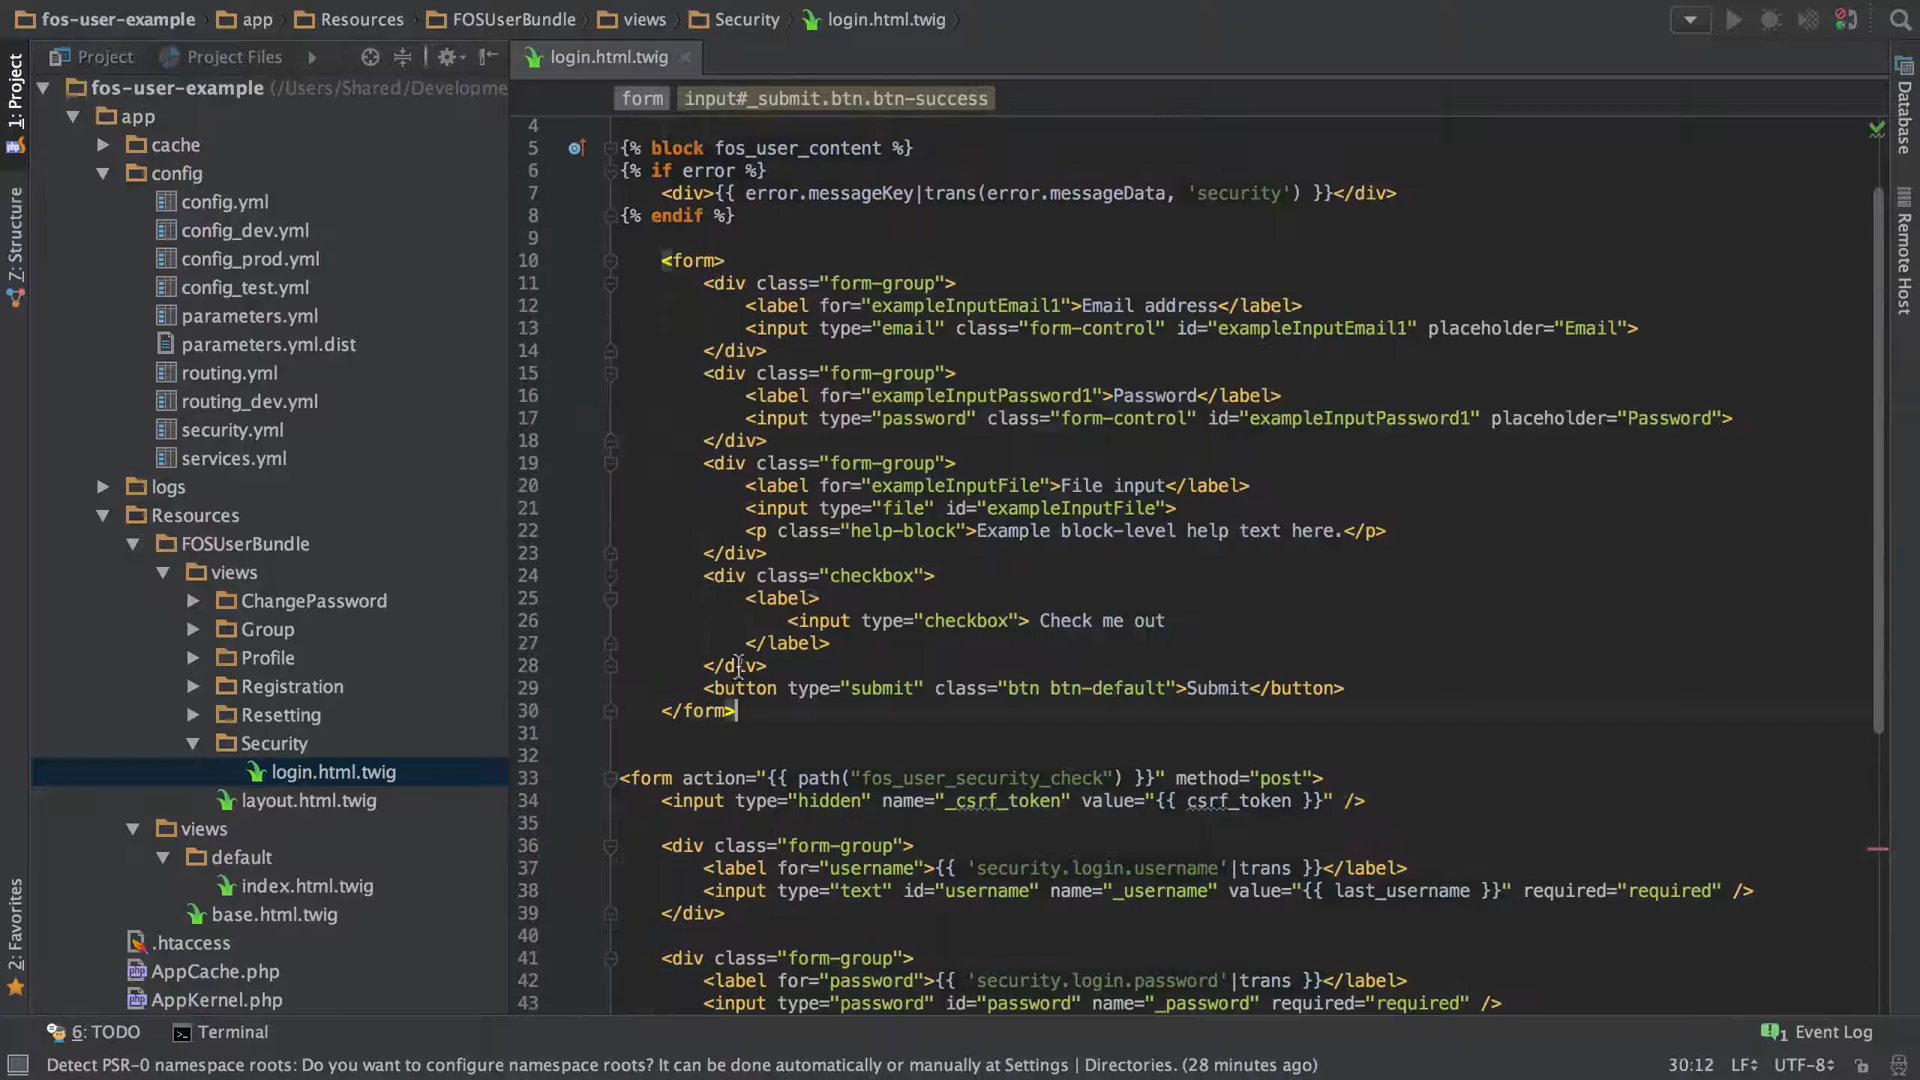 fos-user-example app Resources FOSUserBundle views Security login.html.twig
Project Project Files login.html.twig
form input#_submit.btn.btn-success
1: Project
7: Structure
2: Favorites
fos-user-example (/Users/Shared/Developme
app
cache
config
config.yml
config_dev.yml
config_prod.yml
config_test.yml
parameters.yml
parameters.yml.dist
routing.yml
routing_dev.yml
security.yml
services.yml
logs
Resources
FOSUserBundle
views
ChangePassword
Group
Profile
Registration
Resetting
Security
login.html.twig
layout.html.twig
views
default
index.html.twig
base.html.twig
.htaccess
AppCache.php
AppKernel.php
4
5 {% block fos_user_content %}
6 {% if error %}
7 <div>{{ error.messageKey|trans(error.messageData, 'security') }}</div>
8 {% endif %}
9
10 <form>
11 <div class="form-group">
12 <label for="exampleInputEmail1">Email address</label>
13 <input type="email" class="form-control" id="exampleInputEmail1" placeholder="Email">
14 </div>
15 <div class="form-group">
16 <label for="exampleInputPassword1">Password</label>
17 <input type="password" class="form-control" id="exampleInputPassword1" placeholder="Password">
18 </div>
19 <div class="form-group">
20 <label for="exampleInputFile">File input</label>
21 <input type="file" id="exampleInputFile">
22 <p class="help-block">Example block-level help text here.</p>
23 </div>
24 <div class="checkbox">
25 <label>
26 <input type="checkbox"> Check me out
27 </label>
28 </div>
29 <button type="submit" class="btn btn-default">Submit</button>
30 </form>
31
32
33 <form action="{{ path("fos_user_security_check") }}" method="post">
34 <input type="hidden" name="_csrf_token" value="{{ csrf_token }}" />
35
36 <div class="form-group">
37 <label for="username">{{ 'security.login.username'|trans }}</label>
38 <input type="text" id="username" name="_username" value="{{ last_username }}" required="required" />
39 </div>
40
41 <div class="form-group">
42 <label for="password">{{ 'security.login.password'|trans }}</label>
43 <input type="password" id="password" name="_password" required="required" />
Database
Remote Host
6: TODO Terminal 1 Event Log
Detect PSR-0 namespace roots: Do you want to configure namespace roots? It can be done automatically or manually at Settings | Directories. (28 minutes ago) 30:12 LF UTF-8